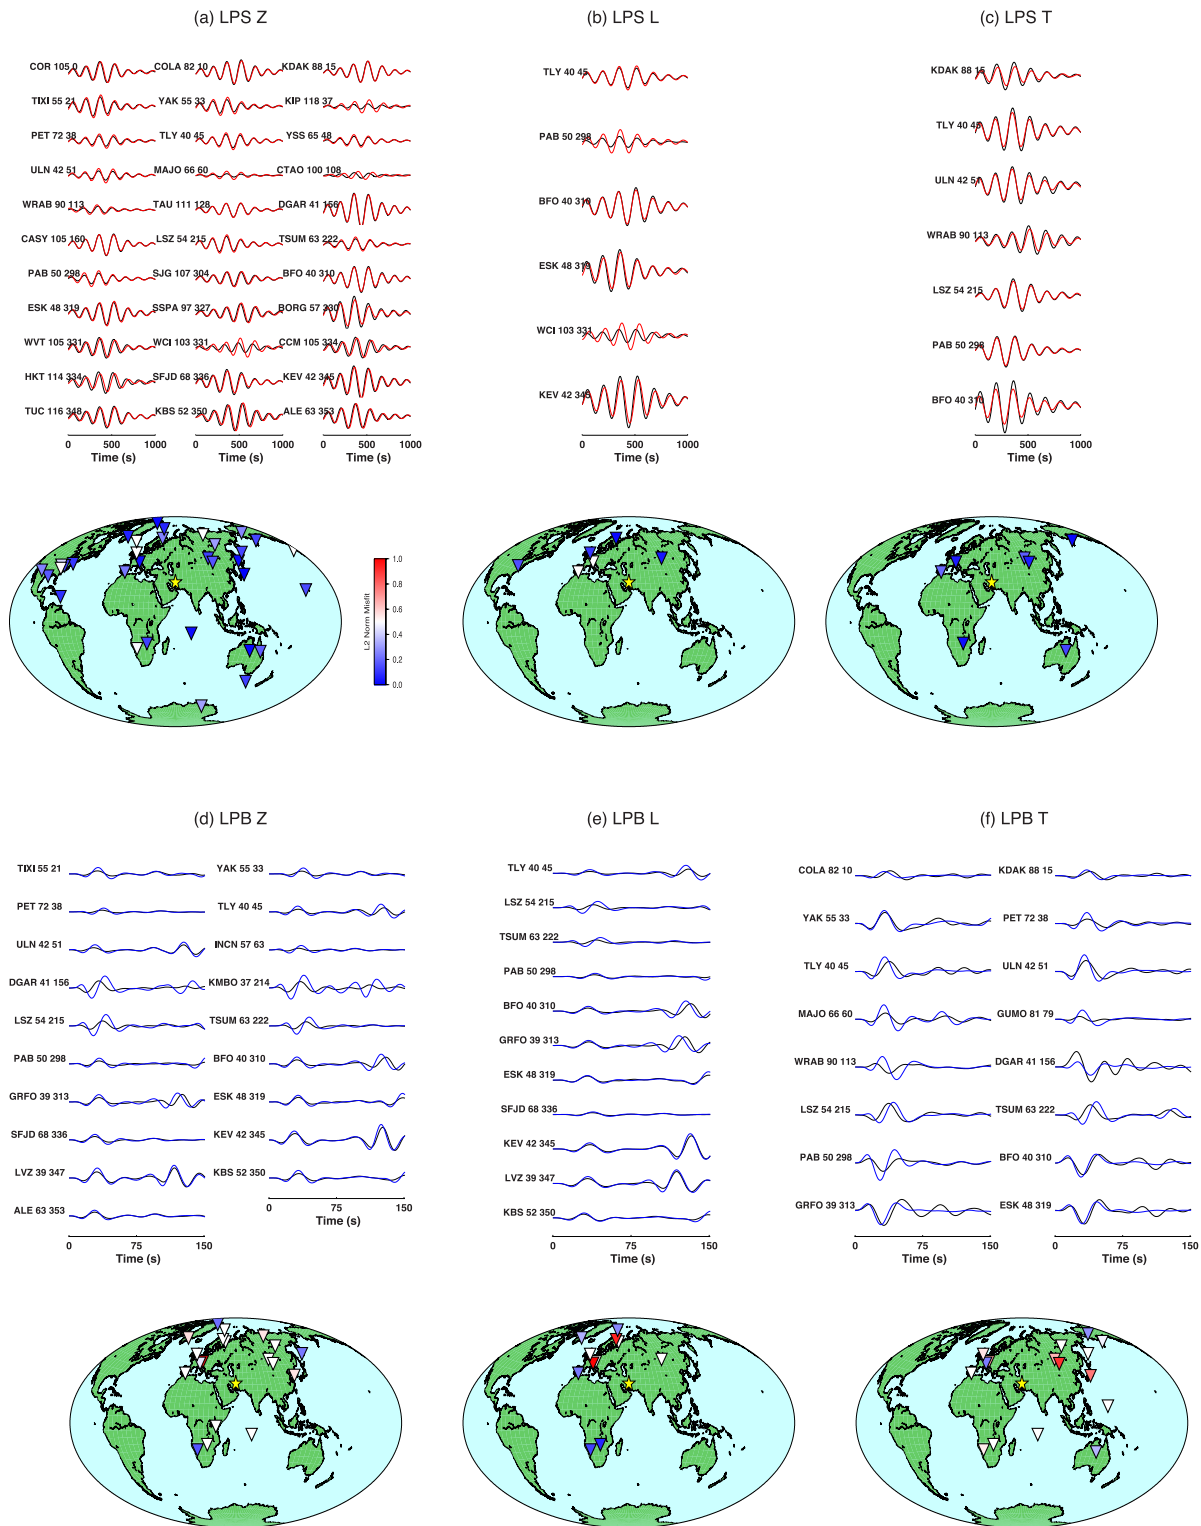 (a) LPS Z
(b) LPS L
(c) LPS T
COR 105 0
COLA 82 10
KDAK 88 15
TIXI 55 21
YAK 55 33
KIP 118 37
PET 72 38
TLY 40 45
YSS 65 48
ULN 42 51
MAJO 66 60
CTAO 100 108
WRAB 90 113
TAU 111 128
DGAR 41 156
CASY 105 160
LSZ 54 215
TSUM 63 222
PAB 50 298
SJG 107 304
BFO 40 310
ESK 48 319
SSPA 97 327
BORG 57 330
WVT 105 331
WCI 103 331
CCM 105 334
HKT 114 334
SFJD 68 336
KEV 42 345
TUC 116 348
KBS 52 350
ALE 63 353
0 500 1000
0 500 1000
0 500 1000
Time (s)
Time (s)
Time (s)
TLY 40 45
PAB 50 298
BFO 40 310
ESK 48 319
WCI 103 331
KEV 42 345
0 500 1000
Time (s)
KDAK 88 15
TLY 40 45
ULN 42 51
WRAB 90 113
LSZ 54 215
PAB 50 298
BFO 40 310
0 500 1000
Time (s)
1.0
0.8
0.6
0.4
0.2
0.0
L2 Norm Misfit
(d) LPB Z
(e) LPB L
(f) LPB T
TIXI 55 21
YAK 55 33
PET 72 38
TLY 40 45
ULN 42 51
INCN 57 63
DGAR 41 156
KMBO 37 214
LSZ 54 215
TSUM 63 222
PAB 50 298
BFO 40 310
GRFO 39 313
ESK 48 319
SFJD 68 336
KEV 42 345
LVZ 39 347
KBS 52 350
ALE 63 353
0 75 150
Time (s)
0 75 150
Time (s)
TLY 40 45
LSZ 54 215
TSUM 63 222
PAB 50 298
BFO 40 310
GRFO 39 313
ESK 48 319
SFJD 68 336
KEV 42 345
LVZ 39 347
KBS 52 350
0 75 150
Time (s)
COLA 82 10
KDAK 88 15
YAK 55 33
PET 72 38
TLY 40 45
ULN 42 51
MAJO 66 60
GUMO 81 79
WRAB 90 113
DGAR 41 156
LSZ 54 215
TSUM 63 222
PAB 50 298
BFO 40 310
GRFO 39 313
ESK 48 319
0 75 150
0 75 150
Time (s)
Time (s)